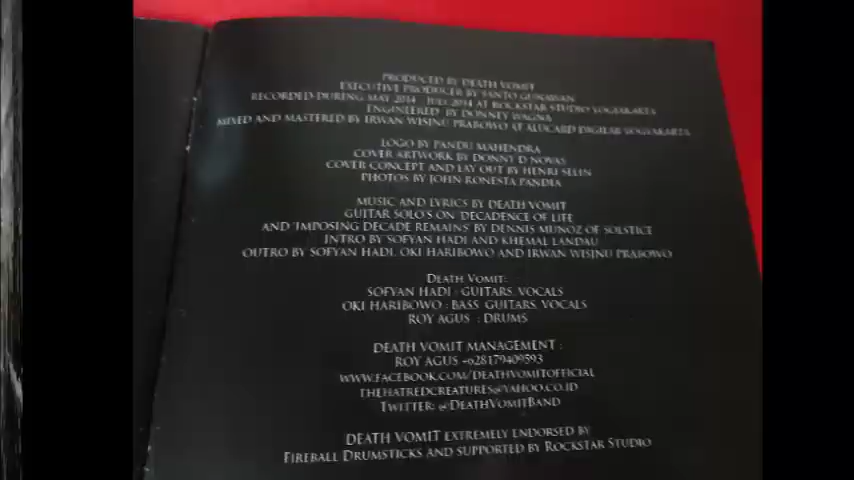 PRODUCED BY DEATH VOMIT
EXECUTIVE PRODUCER BY YANTO GUNAWAN
RECORDED DURING MAY 2014 - JULY 2014 AT ROCKSTAR STUDIO YOGYAKARTA
ENGINEERED BY DONNEY WAGNA
MIXED AND MASTERED BY IRWAN WISJNU PRABOWO AT ALUCARD DIGILAB YOGYAKARTA
LOGO BY PANDU MAHENDRA
COVER ARTWORK BY DONNY D NOVAS
COVER CONCEPT AND LAY OUT BY HENRI SELIN
PHOTOS BY JOHN RONESTA PANDIA
MUSIC AND LYRICS BY DEATH VOMIT
GUITAR SOLO'S ON 'DECADENCE OF LIFE
AND 'IMPOSING DECADE REMAINS' BY DENNIS MUNOZ OF SOLSTICE
INTRO BY SOFYAN HADI AND KHEMAL LANDAU
OUTRO BY SOFYAN HADI, OKI HARIBOWO AND IRWAN WISJNU PRABOWO
DEATH VOMIT:
SOFYAN HADI : GUITARS, VOCALS
OKI HARIBOWO : BASS GUITARS, VOCALS
ROY AGUS : DRUMS
DEATH VOMIT MANAGEMENT :
ROY AGUS +628179409593
WWW.FACEBOOK.COM/DEATHVOMITOFFICIAL
THEHATREDCREATURES@YAHOO.CO.ID
TWITTER: @DEATHVOMITBAND
DEATH VOMIT EXTREMELY ENDORSED BY
FIREBALL DRUMSTICKS AND SUPPORTED BY ROCKSTAR STUDIO